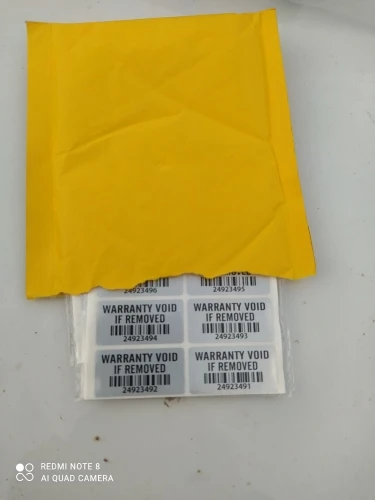 24923496
24923495
WARRANTY VOID
IF REMOVED
24923494
WARRANTY VOID
IF REMOVED
24923493
WARRANTY VOID
IF REMOVED
24923492
WARRANTY VOID
IF REMOVED
24923491
REDMI NOTE 8
AI QUAD CAMERA